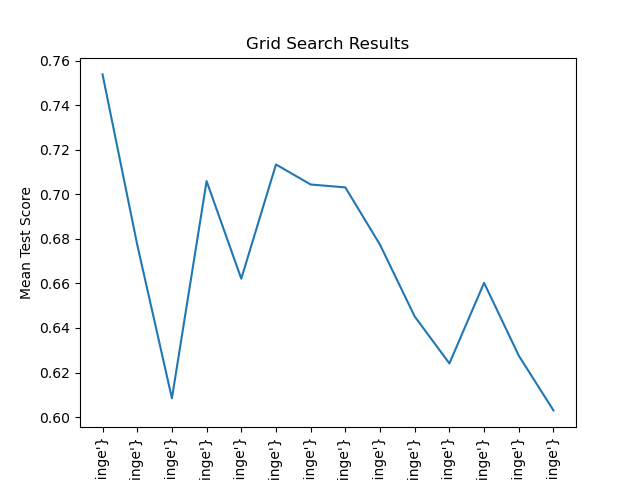 Grid Search Results
Mean Test Score
0.76
0.74
0.72
0.70
0.68
0.66
0.64
0.62
0.60
inge'}
inge'}
inge'}
inge'}
inge'}
inge'}
inge'}
inge'}
inge'}
inge'}
inge'}
inge'}
inge'}
inge'}